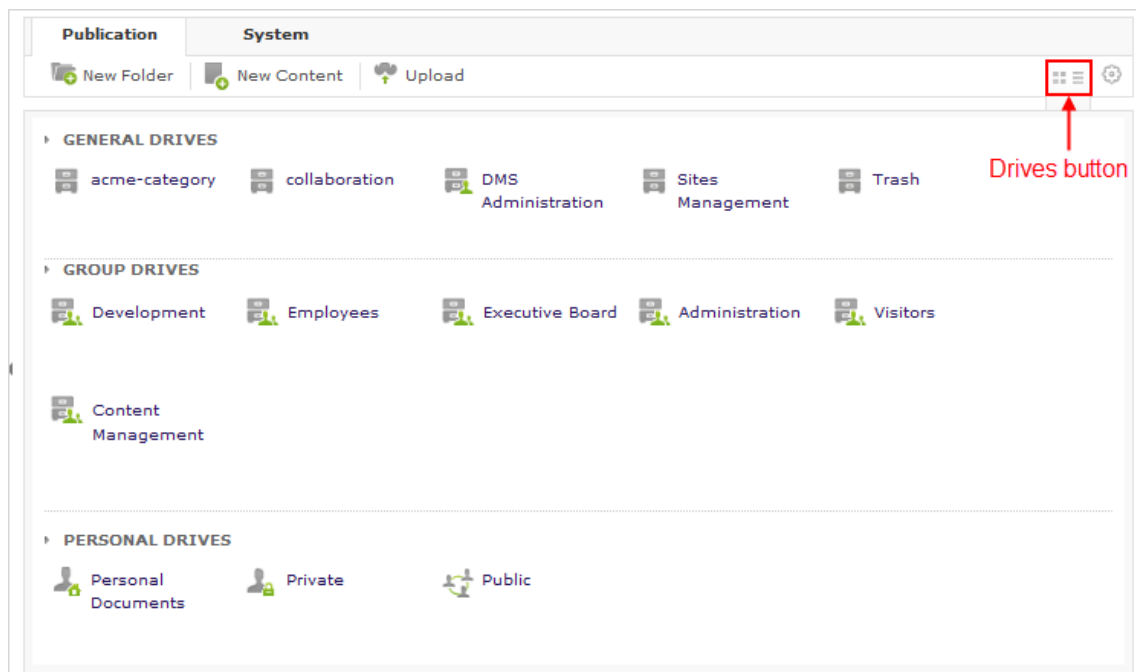 Publication System
New Folder New Content Upload
Drives button
GENERAL DRIVES
acme-category collaboration DMS Sites Trash
Administration Management
GROUP DRIVES
Development Employees Executive Board Administration Visitors
Content
Management
PERSONAL DRIVES
Personal Private Public
Documents